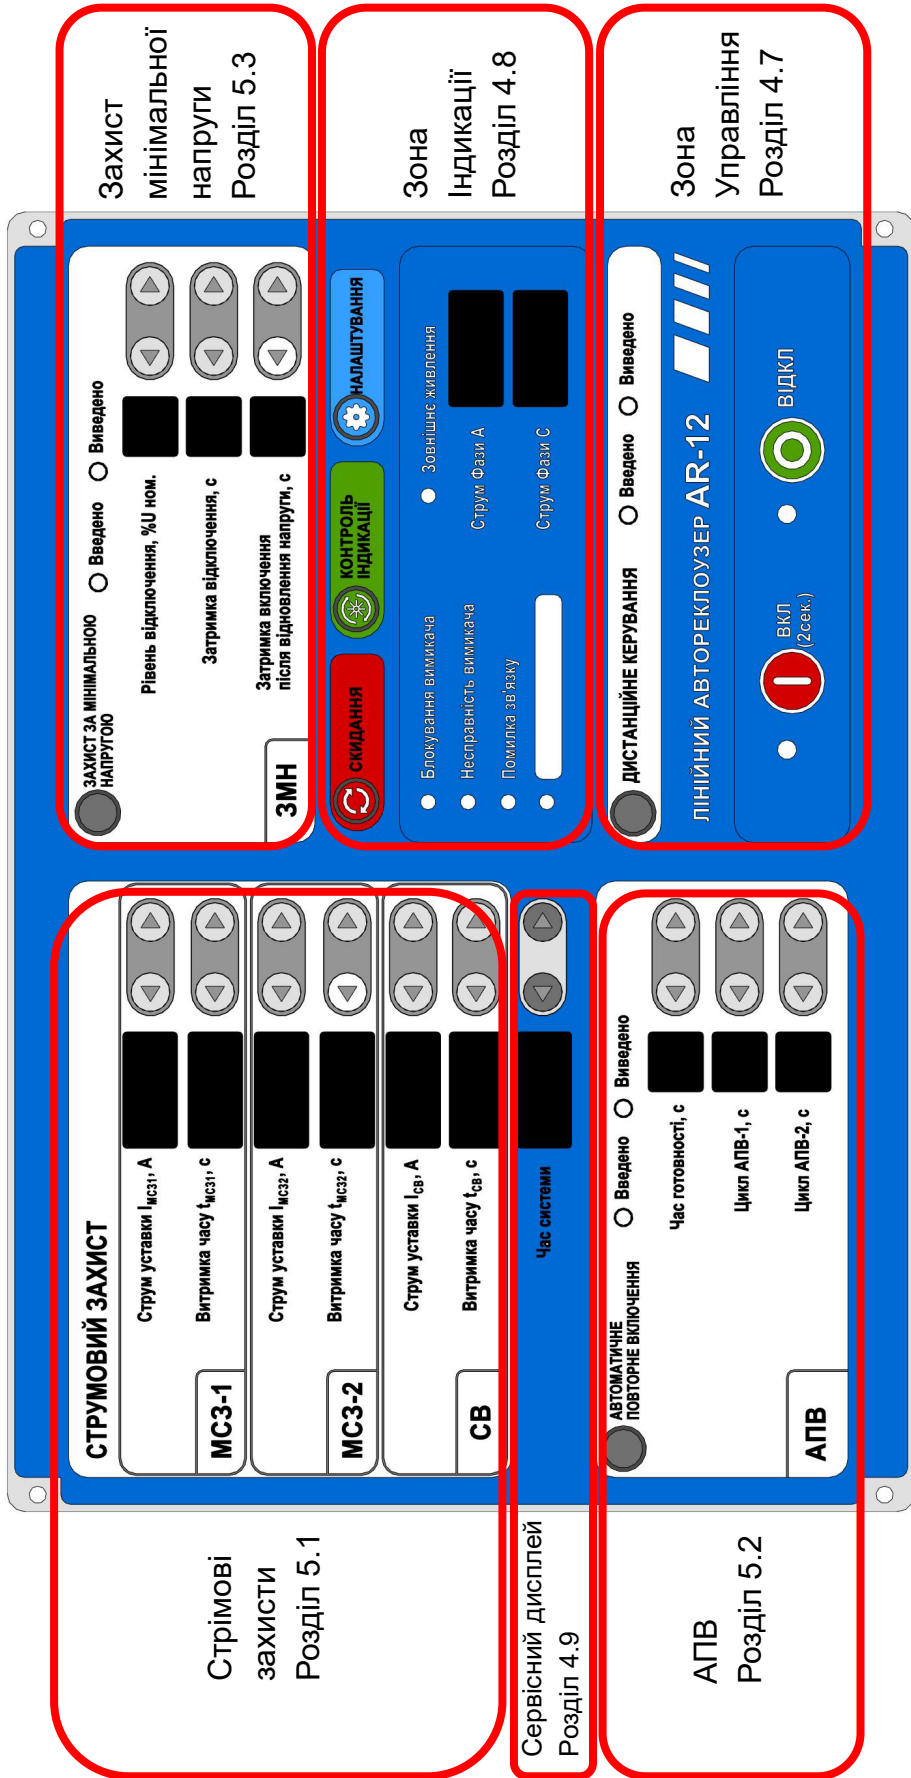 Стрімові
захисти
Розділ 5.1
Сервісний дисплей
Розділ 4.9
АПВ
Розділ 5.2
СТРУМОВИЙ ЗАХИСТ
Струм уставки IМСЗ1, А
Витримка часу tМСЗ1, с
МСЗ-1
Струм уставки IМСЗ2, А
Витримка часу tМСЗ2, с
МСЗ-2
Струм уставки IСВ, А
Витримка часу tСВ, с
СВ
Час системи
АВТОМАТИЧНЕ
ПОВТОРНЕ ВКЛЮЧЕННЯ
Введено
Виведено
Час готовності, с
Цикл АПВ-1, с
Цикл АПВ-2, с
АПВ
ЗАХИСТ ЗА МІНІМАЛЬНОЮ
НАПРУГОЮ
Введено
Виведено
Рівень відключення, %U ном.
Затримка відключення, с
Затримка включення
після відновлення напруги, с
ЗМН
СКИДАННЯ
КОНТРОЛЬ
ІНДИКАЦІЇ
НАЛАШТУВАННЯ
Блокування вимикача
Зовнішнє живлення
Несправність вимикача
Струм Фази А
Помилка зв'язку
Струм Фази С
ДИСТАНЦІЙНЕ КЕРУВАННЯ
Введено
Виведено
ЛІНІЙНИЙ АВТОРЕКЛОУЗЕР AR-12
ВКЛ
(2сек.)
ВІДКЛ
Захист
мінімальної
напруги
Розділ 5.3
Зона
Індикації
Розділ 4.8
Зона
Управління
Розділ 4.7